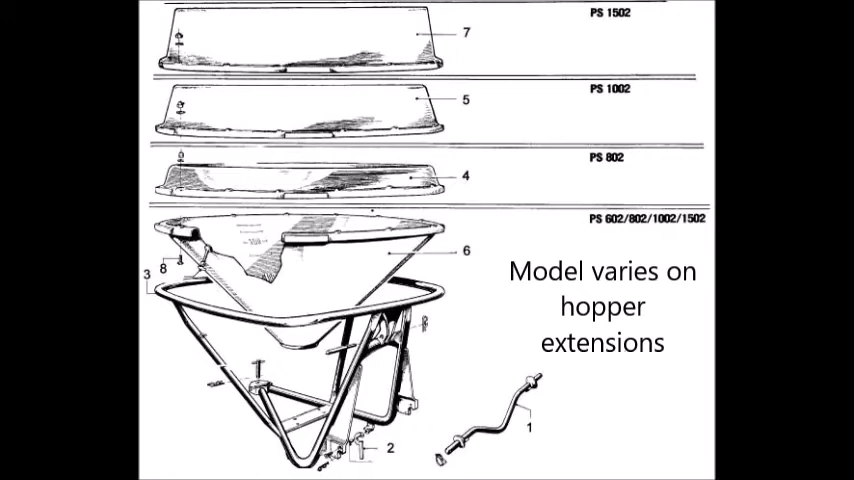 PS 1502
7
PS 1002
5
PS 802
4
PS 602/802/1002/1502
6
8
3
Model varies on
hopper
extensions
1
2